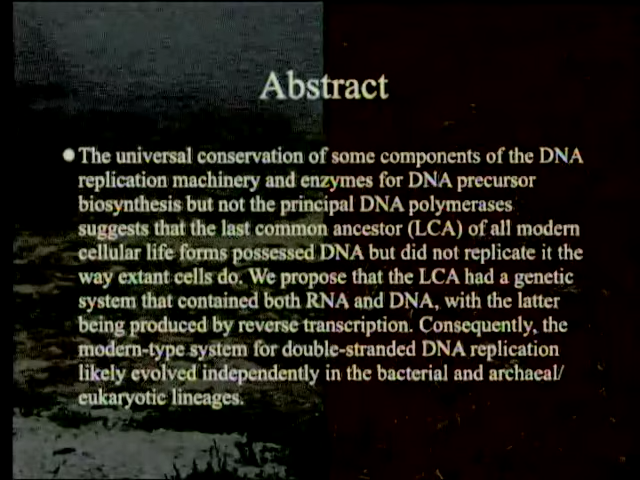 Abstract
The universal conservation of some components of the DNA
replication machinery and enzymes for DNA precursor
biosynthesis but not the principal DNA polymerases
suggests that the last common ancestor (LCA) of all modern
cellular life forms possessed DNA but did not replicate it the
way extant cells do. We propose that the LCA had a genetic
system that contained both RNA and DNA, with the latter
being produced by reverse transcription. Consequently, the
modern-type system for double-stranded DNA replication
likely evolved independently in the bacterial and archaeal/
eukaryotic lineages.